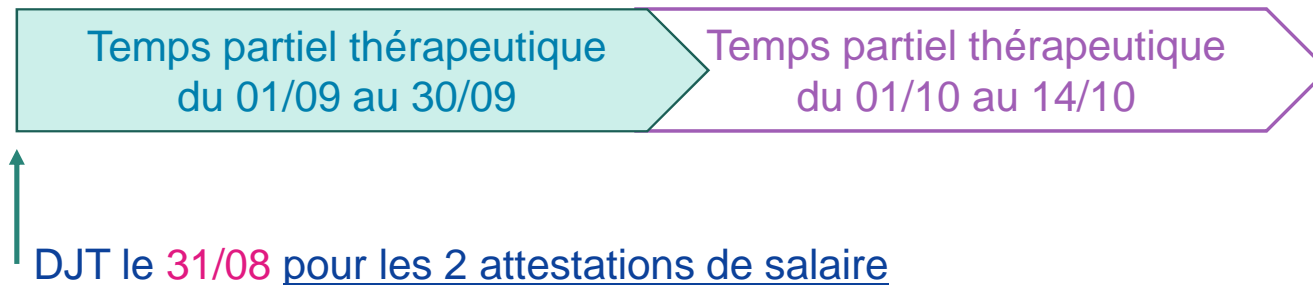 Temps partiel thérapeutique
du 01/09 au 30/09
Temps partiel thérapeutique
du 01/10 au 14/10
DJT le 31/08 pour les 2 attestations de salaire